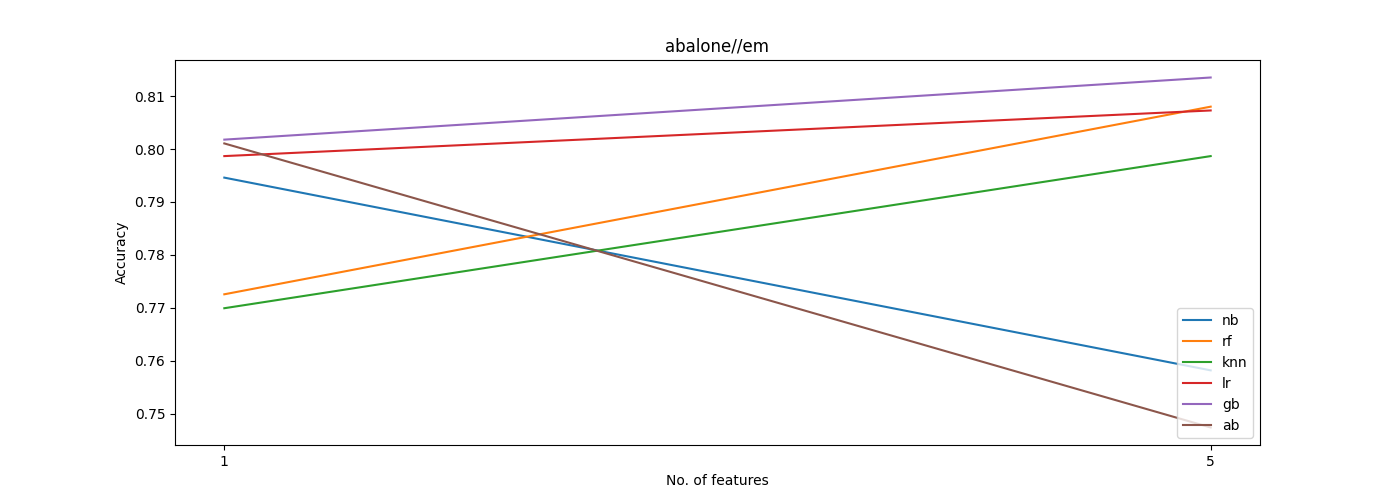 abalone//em
Accuracy
0.81
0.80
0.79
0.78
0.77
0.76
0.75
1
5
No. of features
nb
rf
knn
lr
gb
ab